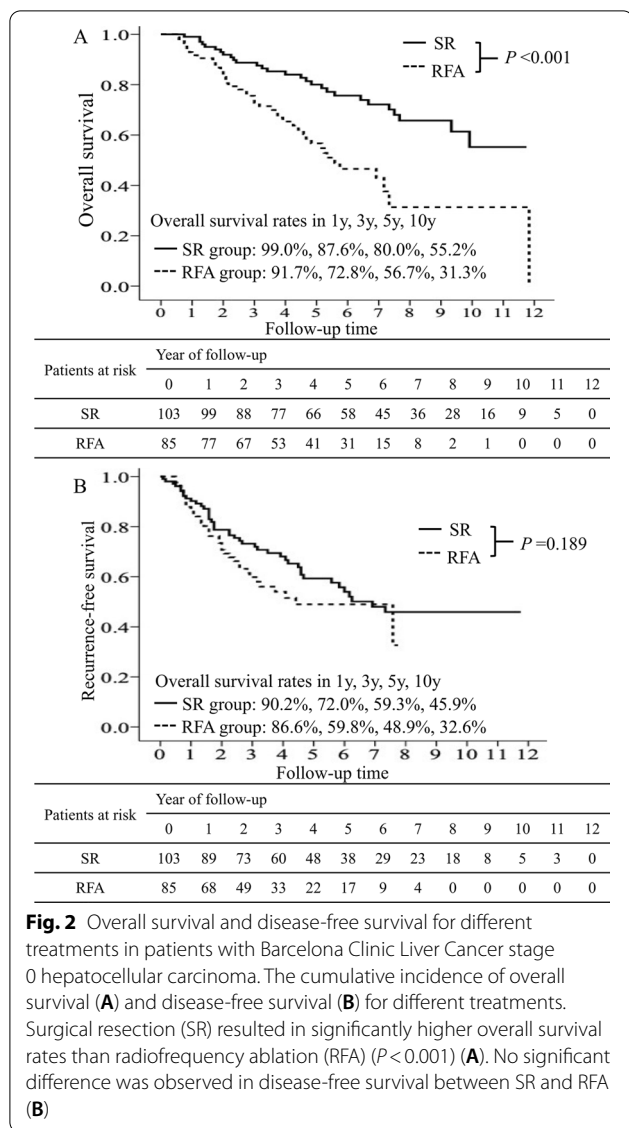 A
Overall survival
1.0
0.8
0.6
0.4
0.2
0.0
SR
RFA
P <0.001
Overall survival rates in 1y, 3y, 5y, 10y
SR group: 99.0%, 87.6%, 80.0%, 55.2%
RFA group: 91.7%, 72.8%, 56.7%, 31.3%
0 1 2 3 4 5 6 7 8 9 10 11 12
Follow-up time
Patients at risk Year of follow-up
0 1 2 3 4 5 6 7 8 9 10 11 12
SR 103 99 88 77 66 58 45 36 28 16 9 5 0
RFA 85 77 67 53 41 31 15 8 2 1 0 0 0
B
Recurrence-free survival
1.0
0.8
0.6
0.4
0.2
0.0
SR
RFA
P =0.189
Overall survival rates in 1y, 3y, 5y, 10y
SR group: 90.2%, 72.0%, 59.3%, 45.9%
RFA group: 86.6%, 59.8%, 48.9%, 32.6%
0 1 2 3 4 5 6 7 8 9 10 11 12
Follow-up time
Patients at risk Year of follow-up
0 1 2 3 4 5 6 7 8 9 10 11 12
SR 103 89 73 60 48 38 29 23 18 8 5 3 0
RFA 85 68 49 33 22 17 9 4 0 0 0 0 0
Fig. 2 Overall survival and disease-free survival for different
treatments in patients with Barcelona Clinic Liver Cancer stage
0 hepatocellular carcinoma. The cumulative incidence of overall
survival (A) and disease-free survival (B) for different treatments.
Surgical resection (SR) resulted in significantly higher overall survival
rates than radiofrequency ablation (RFA) (P < 0.001) (A). No significant
difference was observed in disease-free survival between SR and RFA
(B)